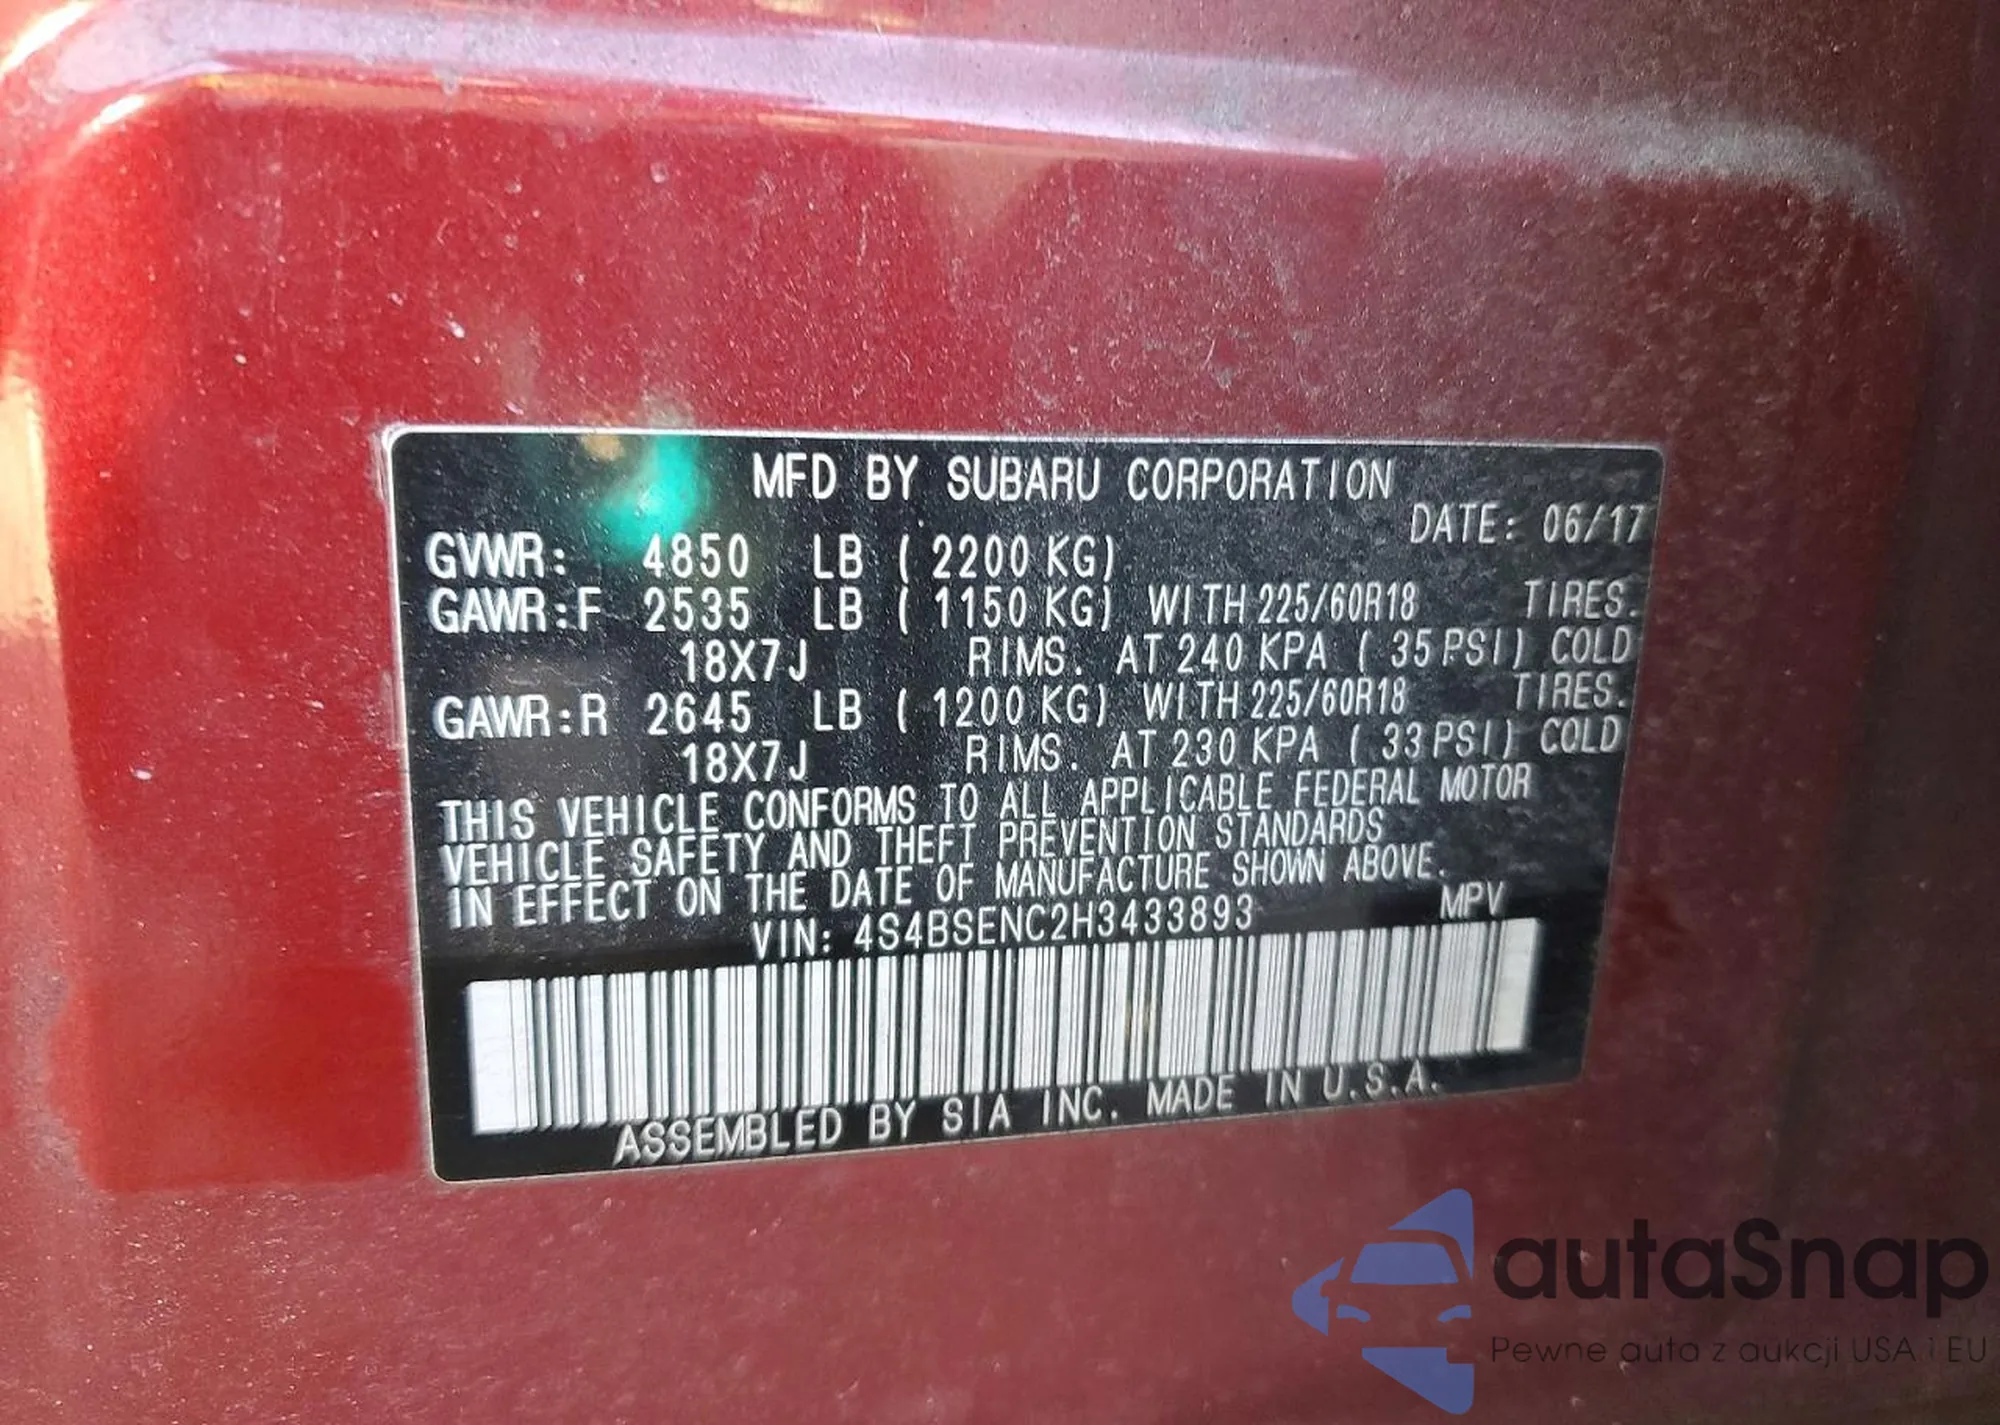 MFD BY SUBARU CORPORATION
DATE: 06/17
GVWR: 4850 LB ( 2200 KG)
GAWR:F 2535 LB ( 1150 KG) WITH 225/60R18 TIRES.
18X7J RIMS. AT 240 KPA ( 35 PSI) COLD
GAWR:R 2645 LB ( 1200 KG) WITH 225/60R18 TIRES.
18X7J RIMS. AT 230 KPA ( 33 PSI) COLD
THIS VEHICLE CONFORMS TO ALL APPLICABLE FEDERAL MOTOR
VEHICLE SAFETY AND THEFT PREVENTION STANDARDS
IN EFFECT ON THE DATE OF MANUFACTURE SHOWN ABOVE.
VIN: 4S4BSENC2H3433893 MPV
ASSEMBLED BY SIA INC. MADE IN U.S.A.
autaSnap
Pewne auta z aukcji USA i EU